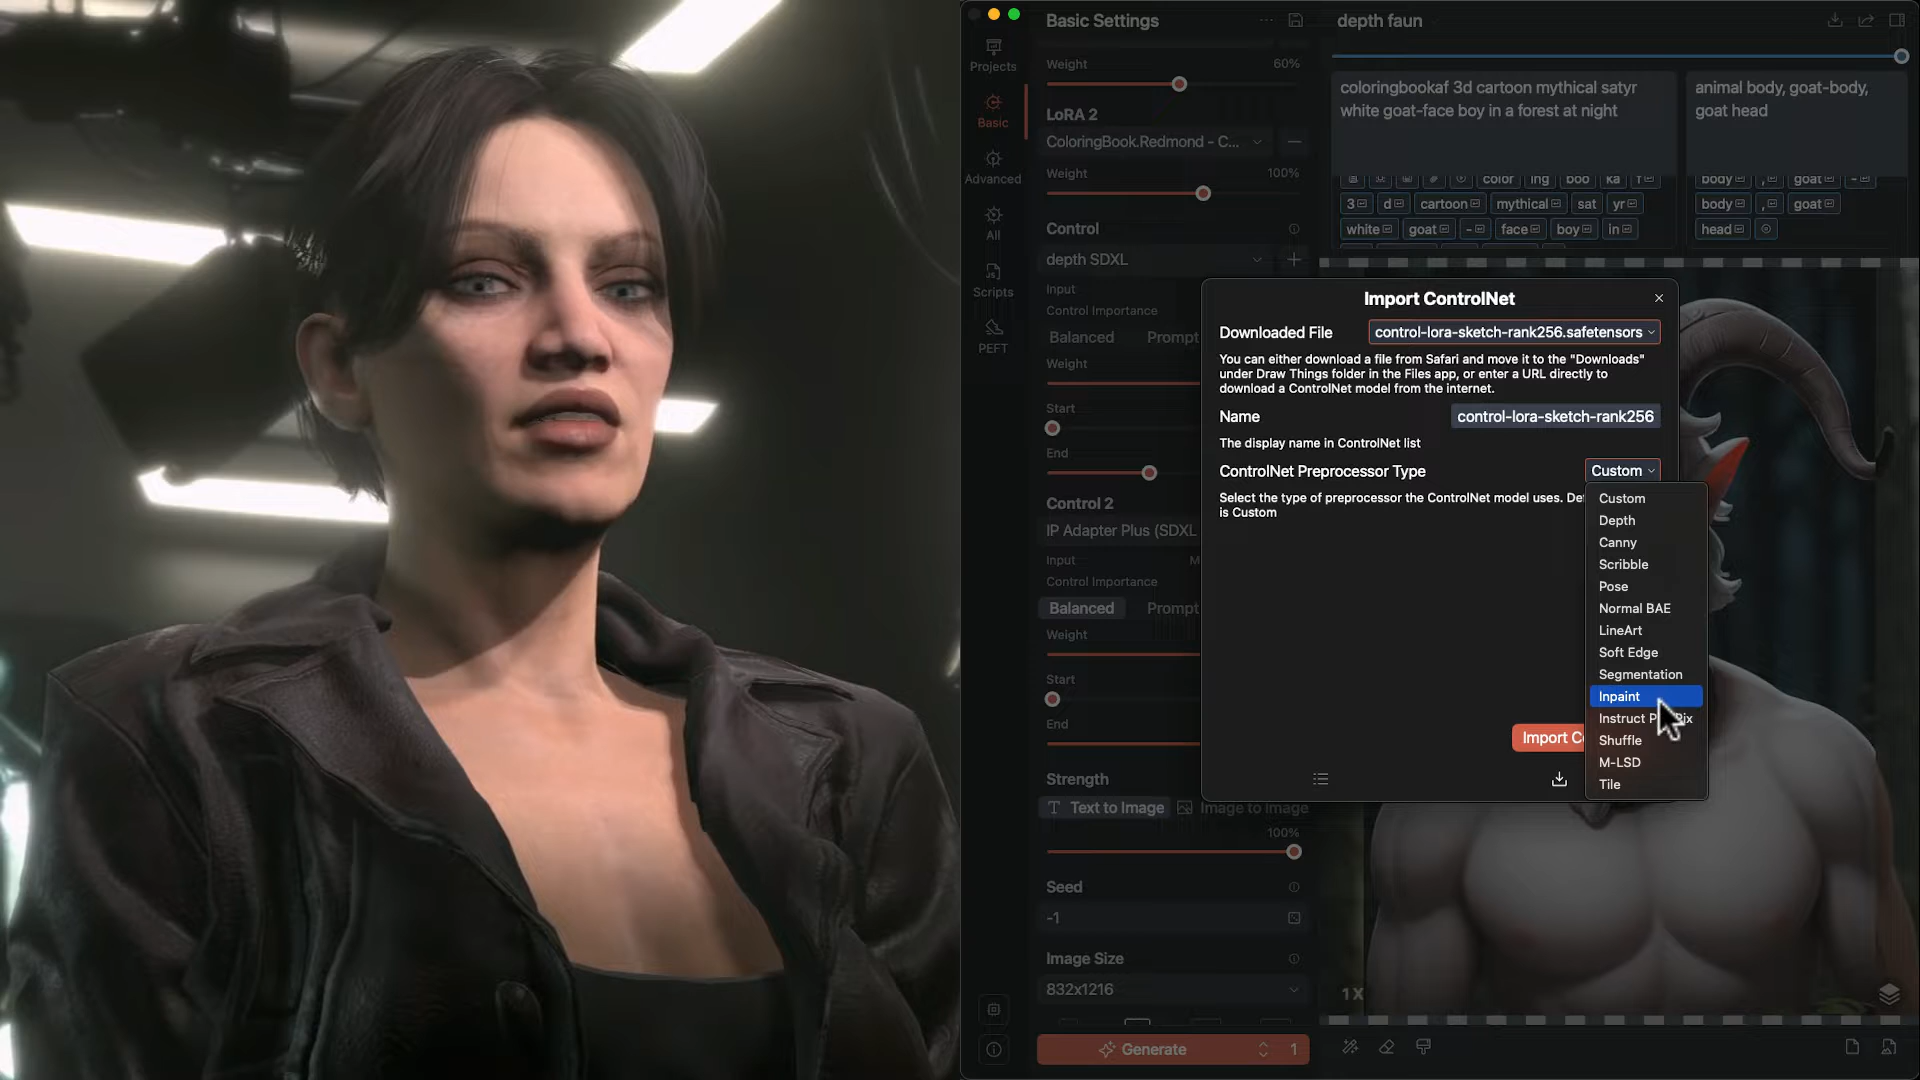 Basic Settings
depth faun
Projects
Basic
Advanced
All
Scripts
PEFT
Weight
60%
LoRA 2
ColoringBook.Redmond - C...
Weight
100%
Control
depth SDXL
Input
Control Importance
Balanced
Prompt
Weight
Start
End
Control 2
IP Adapter Plus (SDXL
Input
M
Control Importance
Balanced
Prompt
Weight
Start
End
Strength
Text to Image
Image to Image
100%
Seed
-1
Image Size
832x1216
Generate
1
coloringbookaf 3d cartoon mythical satyr
white goat-face boy in a forest at night
color ing boo ka f
3 d cartoon mythical sat yr
white goat - face boy in
animal body, goat-body,
goat head
body , goat -
body , goat
head
Import ControlNet
Downloaded File
control-lora-sketch-rank256.safetensors
You can either download a file from Safari and move it to the "Downloads"
under Draw Things folder in the Files app, or enter a URL directly to
download a ControlNet model from the internet.
Name
control-lora-sketch-rank256
The display name in ControlNet list
ControlNet Preprocessor Type
Custom
Select the type of preprocessor the ControlNet model uses. De
is Custom
Custom
Depth
Canny
Scribble
Pose
Normal BAE
LineArt
Soft Edge
Segmentation
Inpaint
Instruct P
ix
Shuffle
M-LSD
Tile
Import C
1 X